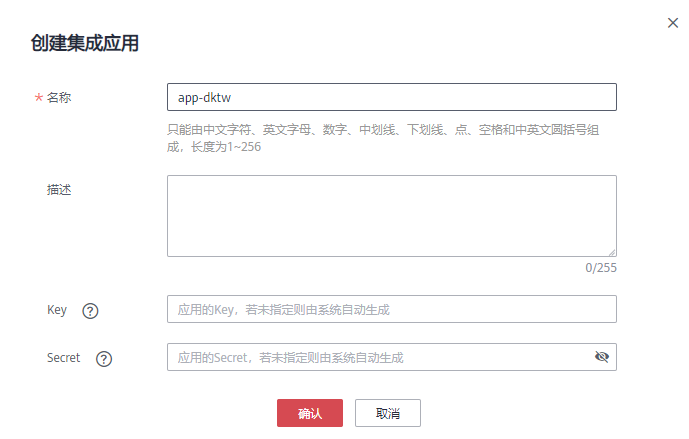 创建集成应用
* 名称
app-dktw
只能由中文字符、英文字母、数字、中划线、下划线、点、空格和中英文圆括号组
成，长度为1~256
描述
0/255
Key ?
应用的Key，若未指定则由系统自动生成
Secret ?
应用的Secret，若未指定则由系统自动生成
确认 取消